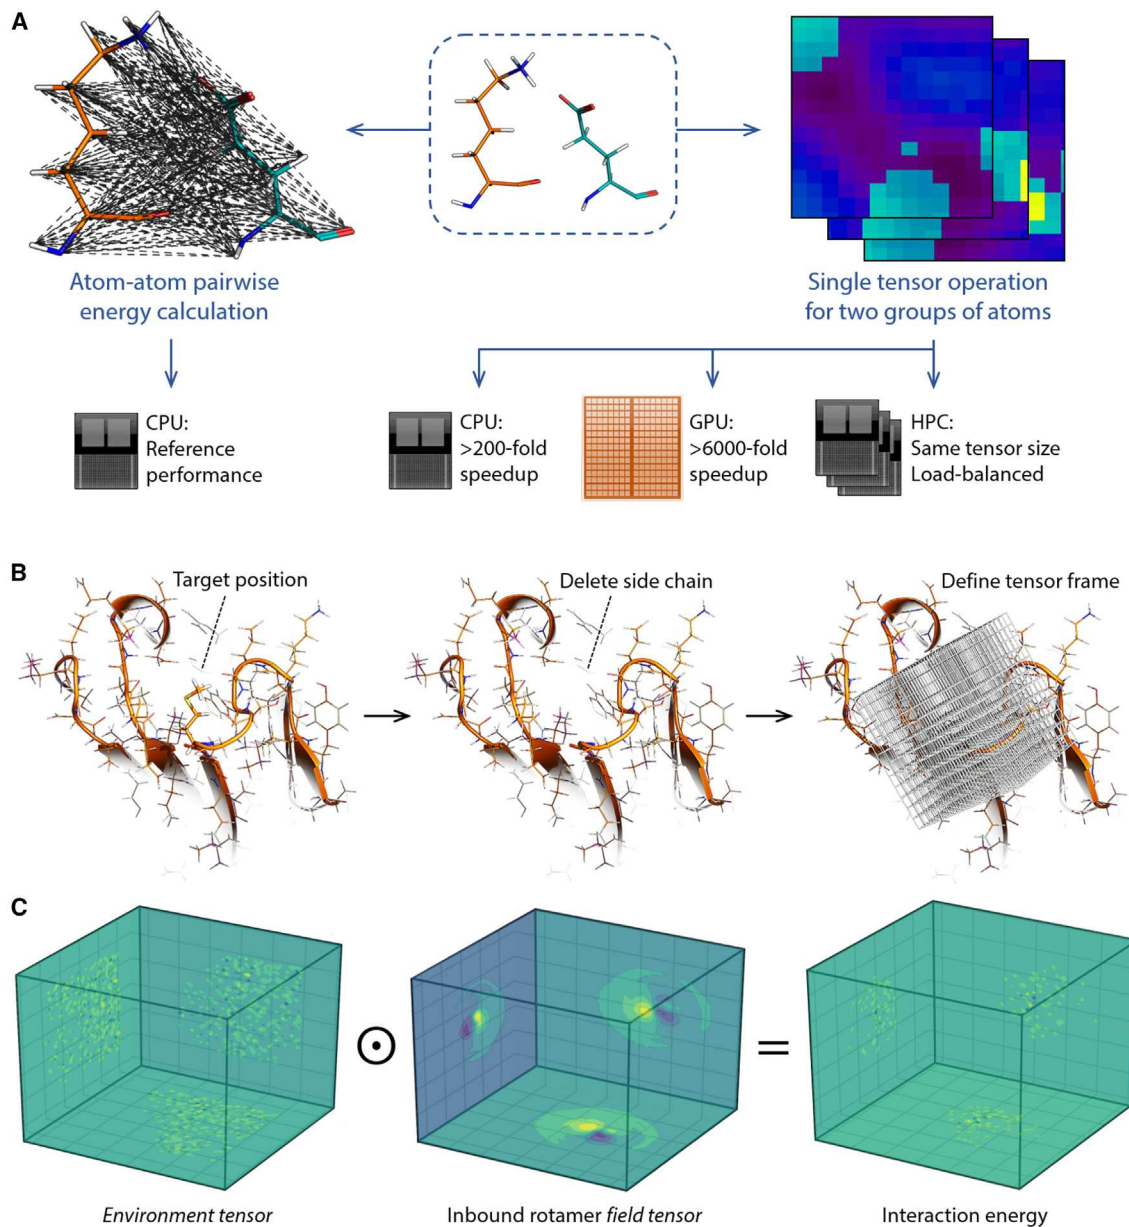 A
Atom-atom pairwise
energy calculation
Single tensor operation
for two groups of atoms
CPU:
Reference
performance
CPU:
>200-fold
speedup
GPU:
>6000-fold
speedup
HPC:
Same tensor size
Load-balanced
B
Target position
Delete side chain
Define tensor frame
C
⊙
=
Environment tensor
Inbound rotamer field tensor
Interaction energy